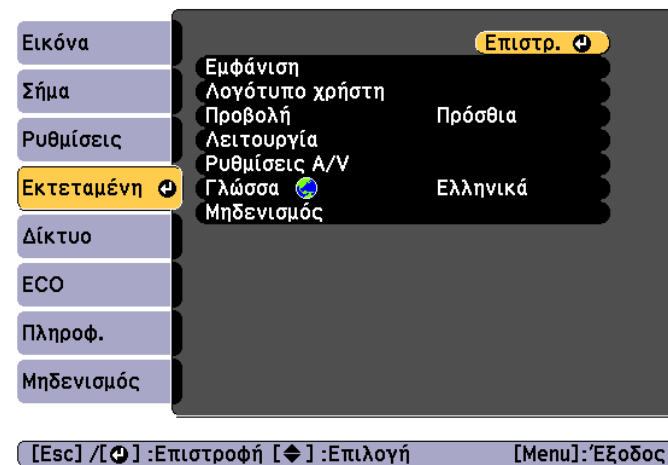 Εικόνα
Σήμα
Ρυθμίσεις
Εκτεταμένη
Δίκτυο
ECO
Πληροφ.
Μηδενισμός
Επιστρ.
Εμφάνιση
Λογότυπο χρήστη
Προβολή Πρόσθια
Λειτουργία
Ρυθμίσεις A/V
Γλώσσα Ελληνικά
Μηδενισμός
[Esc] /[ ] :Επιστροφή [ ] :Επιλογή [Menu]:Έξοδος